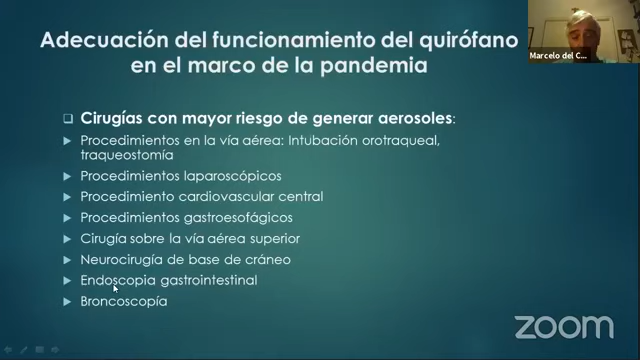 Adecuación del funcionamiento del quirófano
en el marco de la pandemia
Marcelo del C...
Cirugías con mayor riesgo de generar aerosoles:
Procedimientos en la vía aérea: Intubación orotraqueal,
traqueostomía
Procedimientos laparoscópicos
Procedimiento cardiovascular central
Procedimientos gastroesofágicos
Cirugía sobre la vía aérea superior
Neurocirugía de base de cráneo
Endoscopia gastrointestinal
Broncoscopía
zoom